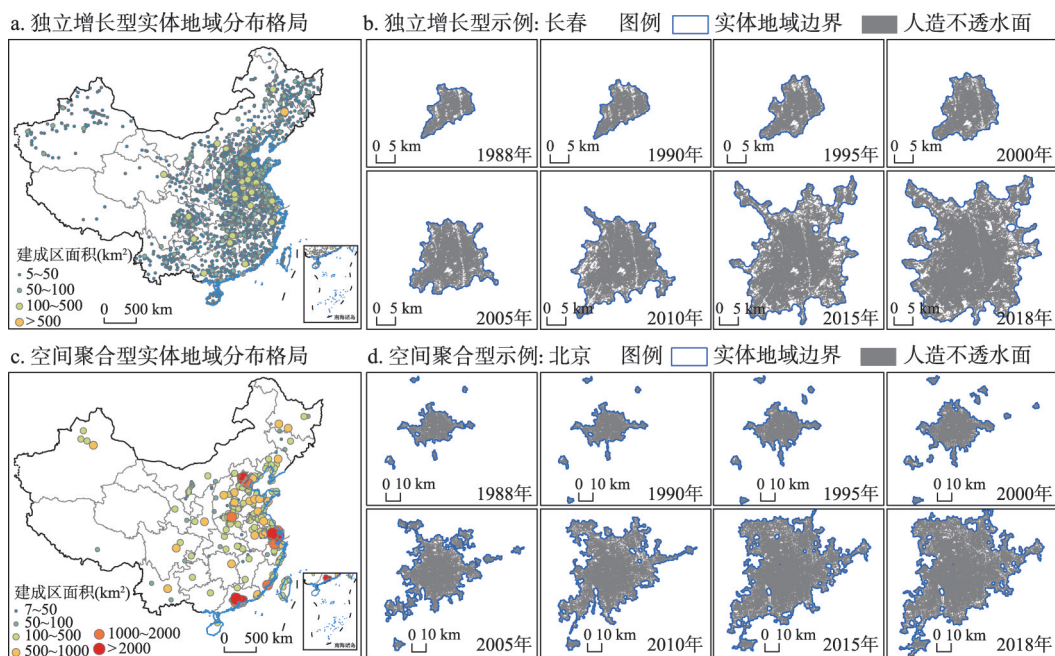 a. 独立增长型实体地域分布格局
建成区面积(km²)
5~50
50~100
100~500
>500
0 500 km
南海诸岛
b. 独立增长型示例: 长春 图例 实体地域边界 人造不透水面
0 5 km
1988年
0 5 km
1990年
0 5 km
1995年
0 5 km
2000年
0 5 km
2005年
0 5 km
2010年
0 5 km
2015年
0 5 km
2018年
c. 空间聚合型实体地域分布格局
建成区面积(km²)
7~50
50~100
100~500
500~1000
1000~2000
>2000
0 500 km
南海诸岛
d. 空间聚合型示例: 北京 图例 实体地域边界 人造不透水面
0 10 km
1988年
0 10 km
1990年
0 10 km
1995年
0 10 km
2000年
0 10 km
2005年
0 10 km
2010年
0 10 km
2015年
0 10 km
2018年